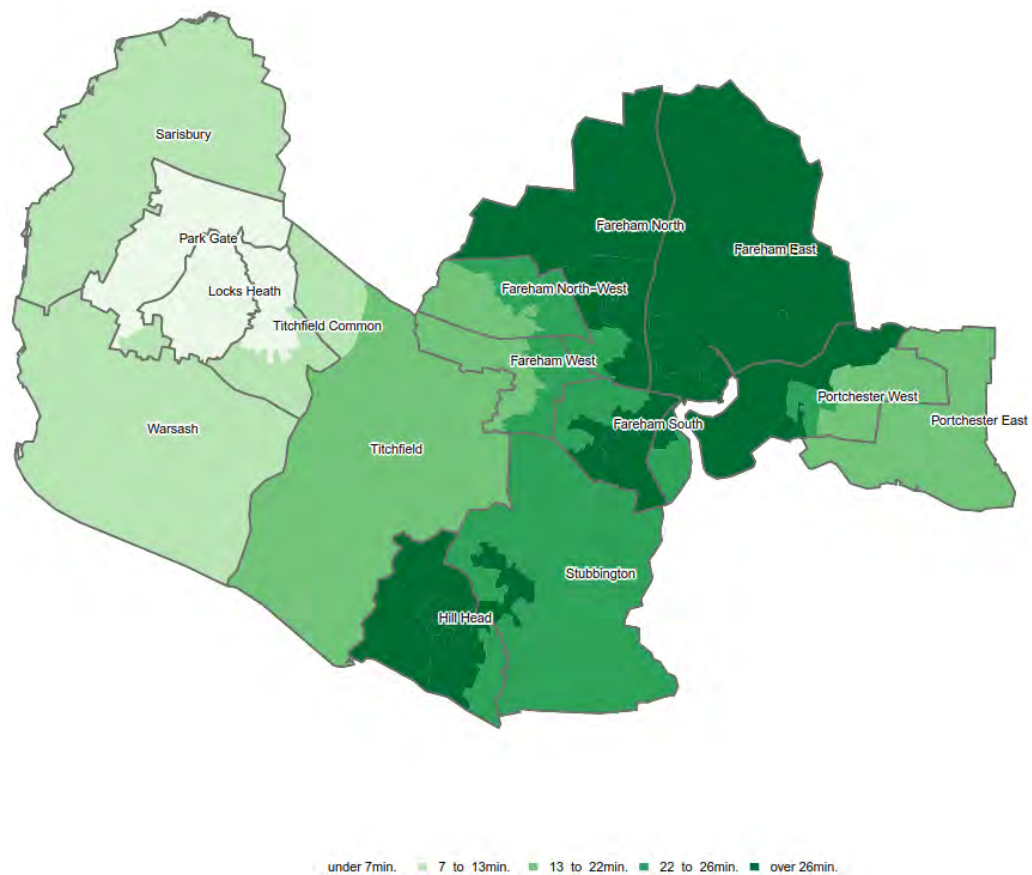 Sarisbury
Park Gate
Fareham North
Fareham East
Locks Heath
Fareham North-West
Titchfield Common
Fareham West
Portchester West
Warsash
Titchfield
Fareham South
Portchester East
Stubbington
Hill Head
under 7min. 7 to 13min. 13 to 22min. 22 to 26min. over 26min.